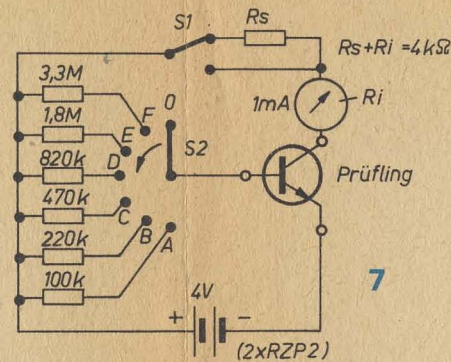 S1
Rs
Rs+Ri =4kΩ
3,3M
F
O
1mA
Ri
1,8M
E
S2
820k
D
Prüfling
470k
C
220k
B
A
100k
7
4V
+
−
(2xRZP2)